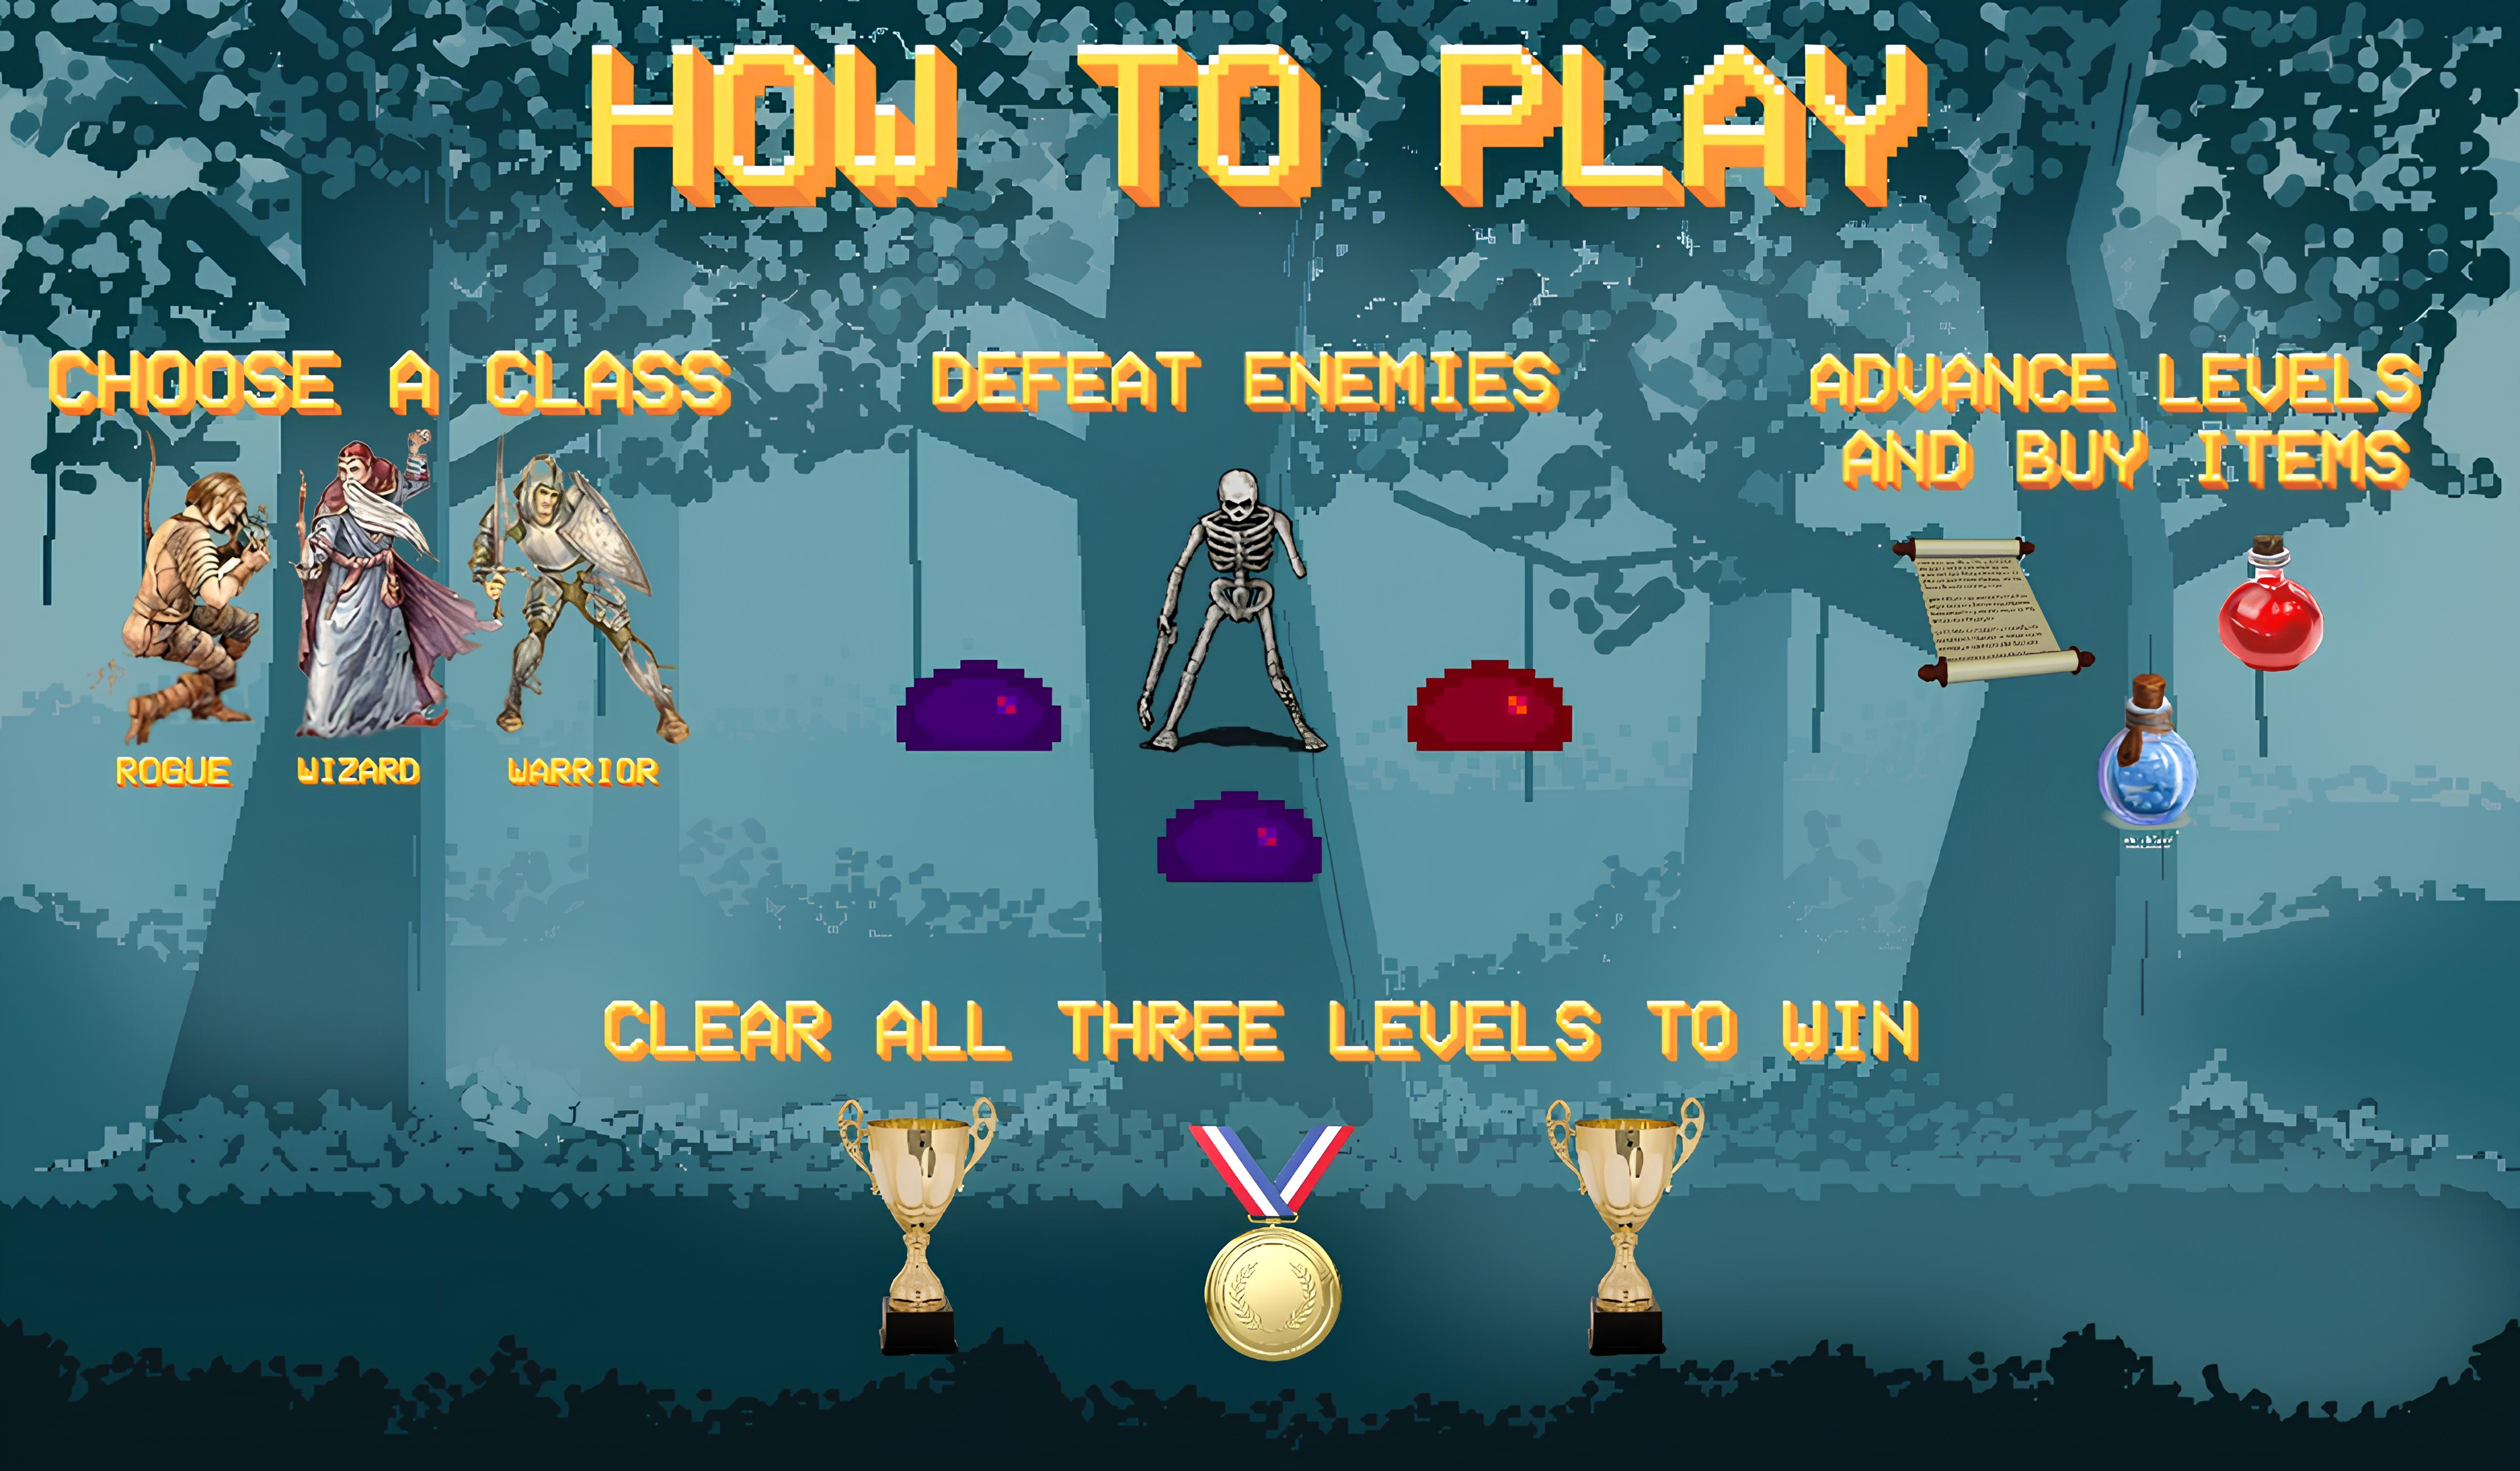 HOW TO PLAY
CHOOSE A CLASS
DEFEAT ENEMIES
ADVANCE LEVELS
AND BUY ITEMS
ROGUE
WIZARD
WARRIOR
CLEAR ALL THREE LEVELS TO WIN